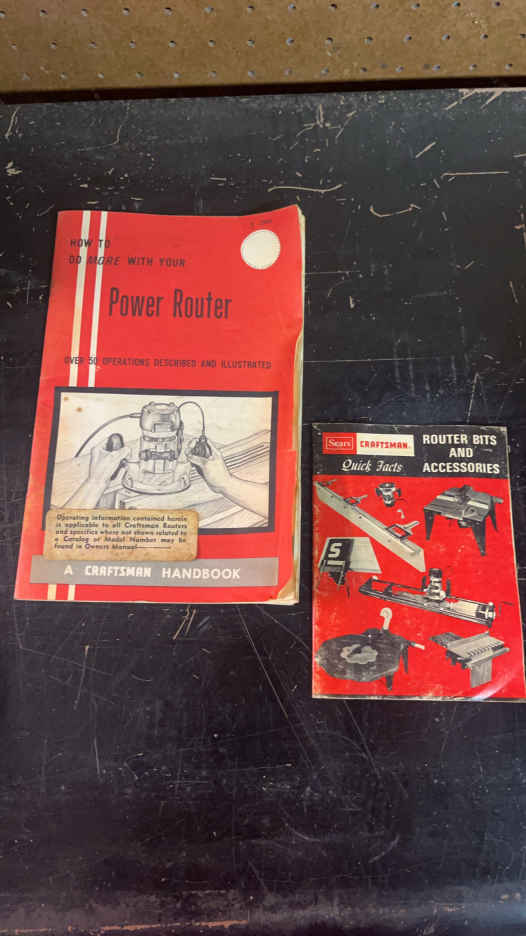 HOW TO
DO MORE WITH YOUR
Power Router
OVER 50 OPERATIONS DESCRIBED AND ILLUSTRATED
Operating information contained herein
is applicable to all Craftsman Routers
and specifics where not shown related to
a Catalog or Model Number may be
found in Owners Manual
A CRAFTSMAN HANDBOOK
Sears CRAFTSMAN.
Quick Facts
ROUTER BITS
AND
ACCESSORIES
S